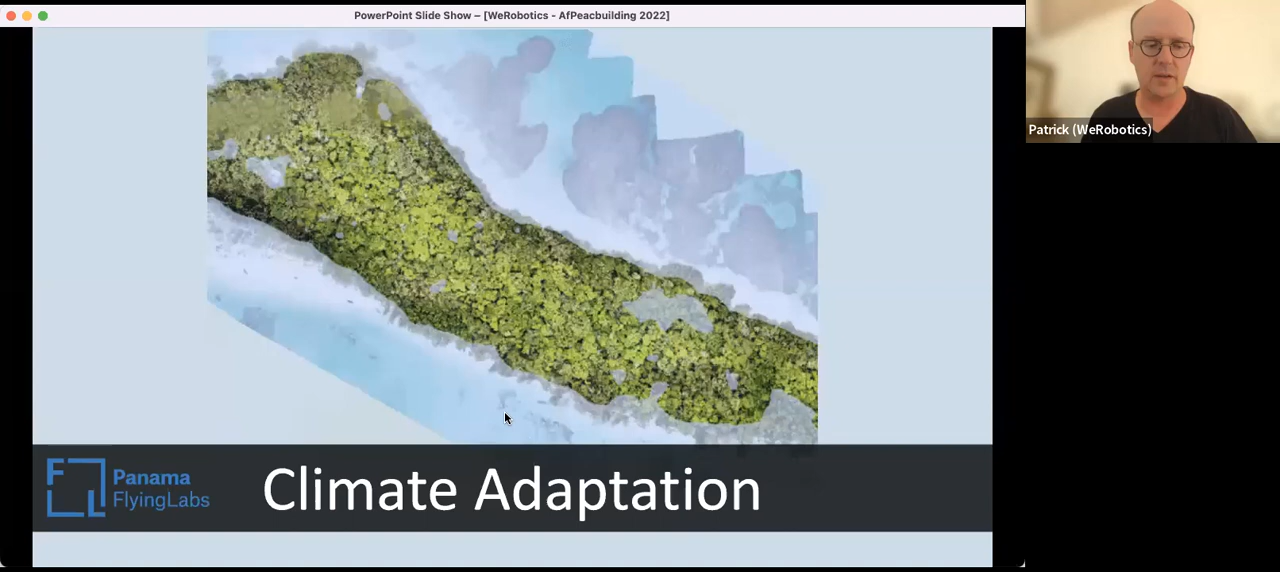 PowerPoint Slide Show – [WeRobotics - AfPeacbuilding 2022]
Patrick (WeRobotics)
F
L L
Panama
FlyingLabs
Climate Adaptation